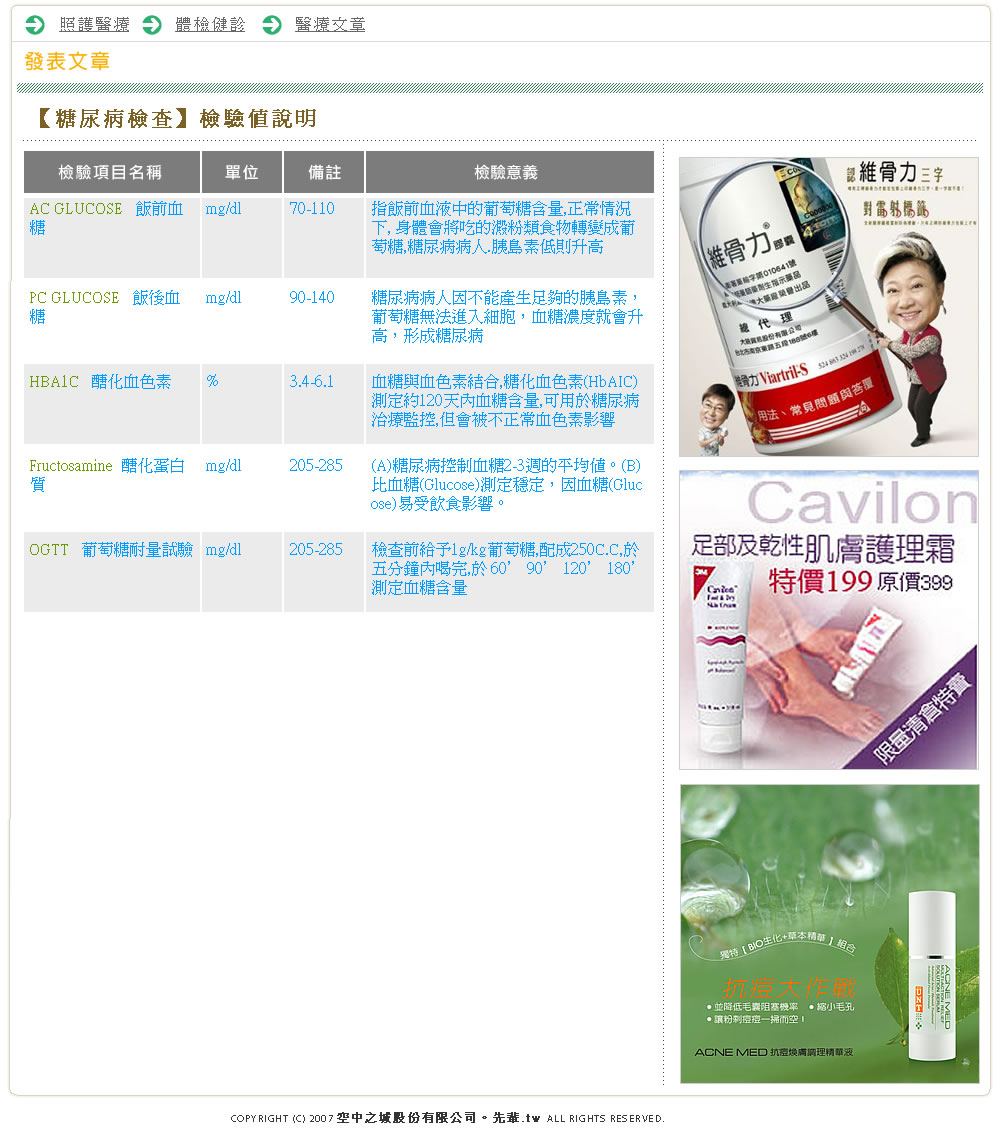 照護醫療 體檢健診 醫療文章
發表文章
【糖尿病檢查】檢驗值說明
檢驗項目名稱 單位 備註 檢驗意義
AC GLUCOSE 飯前血糖 mg/dl 70-110 指飯前血液中的葡萄糖含量,正常情況
下, 身體會將吃的澱粉類食物轉變成葡
萄糖,糖尿病病人.胰島素低則升高
PC GLUCOSE 飯後血糖 mg/dl 90-140 糖尿病病人因不能產生足夠的胰島素，
葡萄糖無法進入細胞，血糖濃度就會升
高，形成糖尿病
HBA1C 醣化血色素 % 3.4-6.1 血糖與血色素結合,糖化血色素(HbAIC)
測定約120天內血糖含量,可用於糖尿病
治療監控,但會被不正常血色素影響
Fructosamine 醣化蛋白質 mg/dl 205-285 (A)糖尿病控制血糖2-3週的平均値。(B)
比血糖(Glucose)測定穩定，因血糖(Gluc
ose)易受飲食影響。
OGTT 葡萄糖耐量試驗 mg/dl 205-285 檢查前給予1g/kg葡萄糖,配成250C.C,於
五分鐘內喝完,於 60’ 90’ 120’ 180’
測定血糖含量
認維骨力三字
對雷射標籤
維骨力® 膠囊
總代理
維骨力 Viartril-S
用法、常見問題與答覆
Cavilon
足部及乾性肌膚護理霜
特價199 原價399
3M
Cavilon
Foot & Dry
Skin Cream
限量清倉特賣
獨特【BIO生化+草本精華】組合
抗痘大作戰
• 並降低毛囊阻塞機率 • 縮小毛孔
• 讓粉刺痘痘一掃而空！
ACNE MED
DNT
ACNE MED 抗痘煥膚調理精華液
COPYRIGHT (C) 2007 空中之城股份有限公司。先輩.tw ALL RIGHTS RESERVED.